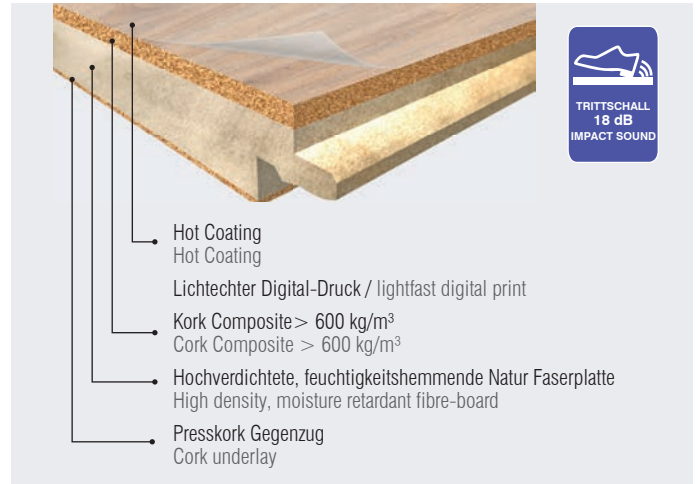 TRITTSCHALL
18 dB
IMPACT SOUND
Hot Coating
Hot Coating
Lichtechter Digital-Druck / lightfast digital print
Kork Composite> 600 kg/m³
Cork Composite > 600 kg/m³
Hochverdichtete, feuchtigkeitshemmende Natur Faserplatte
High density, moisture retardant fibre-board
Presskork Gegenzug
Cork underlay